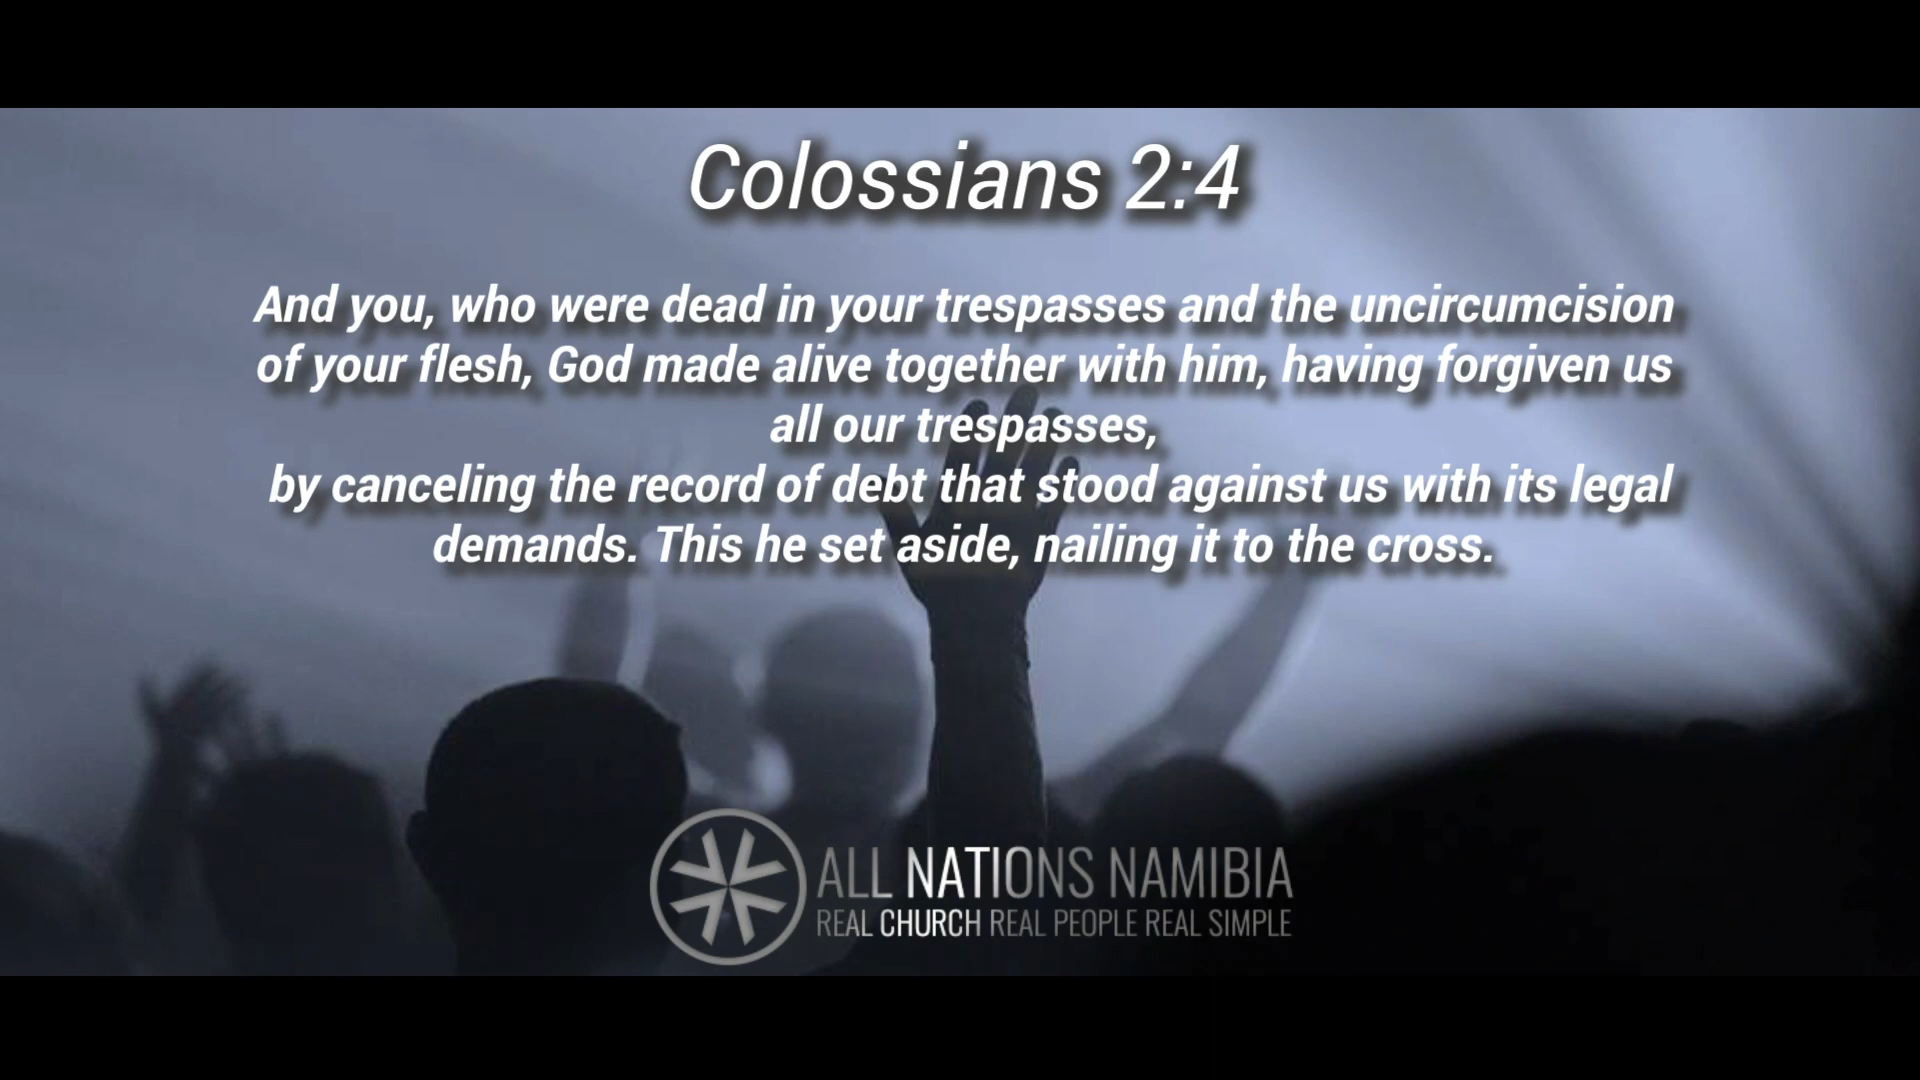 Colossians 2:4
And you, who were dead in your trespasses and the uncircumcision
of your flesh, God made alive together with him, having forgiven us
all our trespasses,
by canceling the record of debt that stood against us with its legal
demands. This he set aside, nailing it to the cross.
ALL NATIONS NAMIBIA
REAL CHURCH REAL PEOPLE REAL SIMPLE